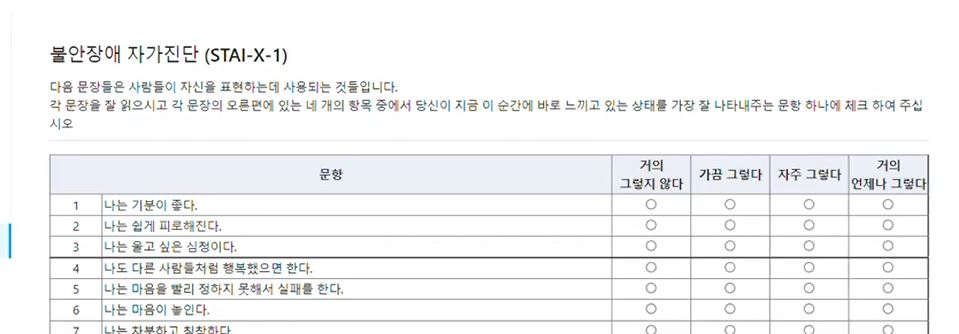 불안장애 자가진단 (STAI-X-1)
다음 문장들은 사람들이 자신을 표현하는데 사용되는 것들입니다.
각 문장을 잘 읽으시고 각 문장의 오른편에 있는 네 개의 항목 중에서 당신이 지금 이 순간에 바로 느끼고 있는 상태를 가장 잘 나타내주는 문항 하나에 체크 하여 주십
시오
문항 거의 그렇지 않다 가끔 그렇다 자주 그렇다 거의 언제나 그렇다
1 나는 기분이 좋다.
2 나는 쉽게 피로해진다.
3 나는 울고 싶은 심정이다.
4 나도 다른 사람들처럼 행복했으면 한다.
5 나는 마음을 빨리 정하지 못해서 실패를 한다.
6 나는 마음이 놓인다.
7 나는 차분하고 침착하다